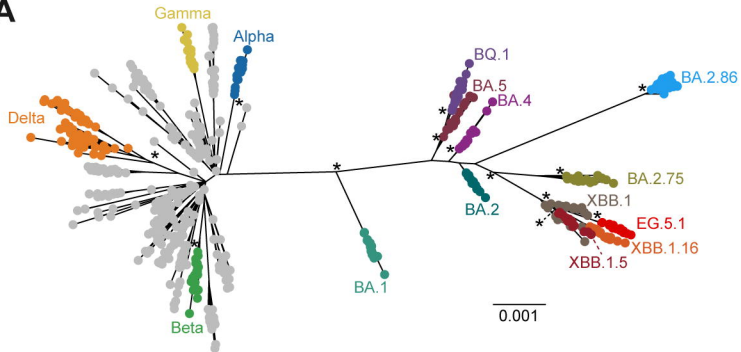 A
Gamma
Alpha
Delta
Beta
BQ.1
BA.5
BA.4
BA.2.86
BA.2.75
BA.2
XBB.1
EG.5.1
XBB.1.16
XBB.1.5
BA.1
0.001